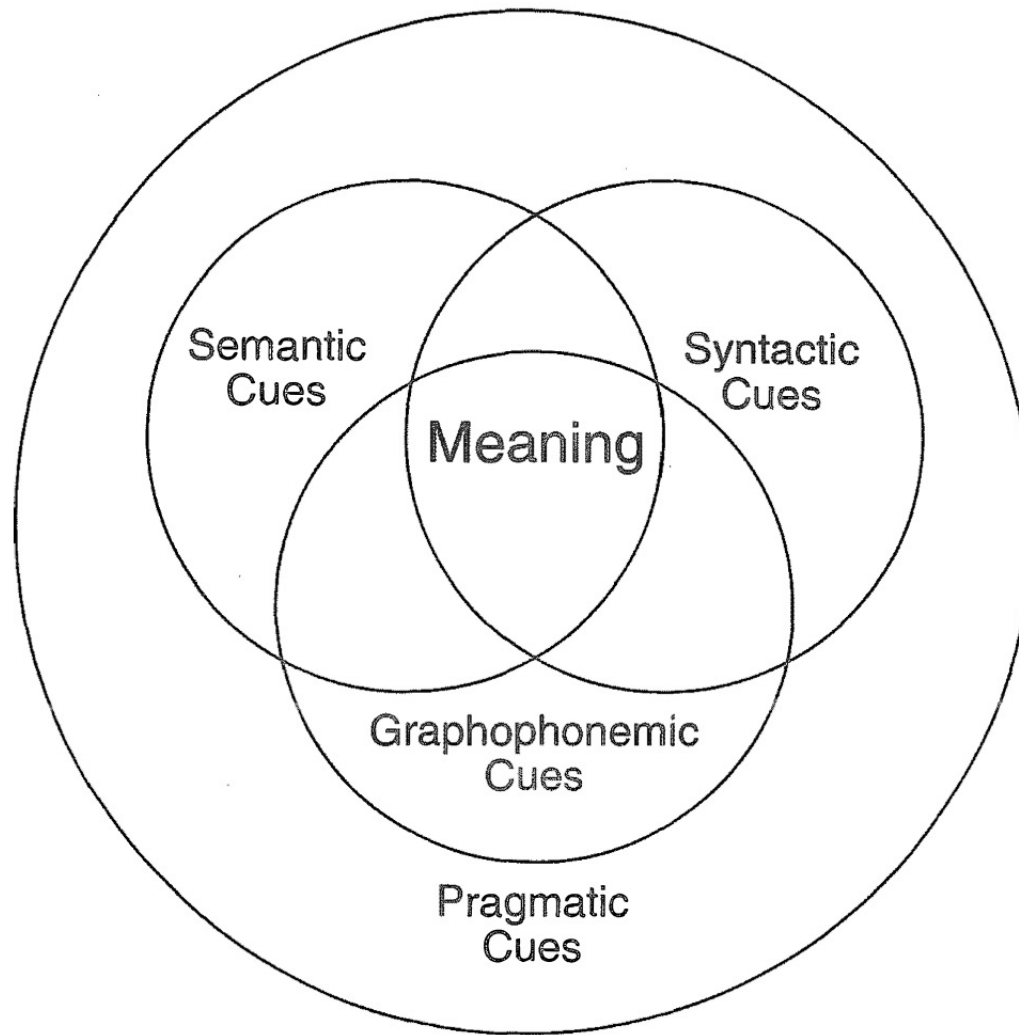 Semantic
Cues
Syntactic
Cues
Meaning
Graphophonemic
Cues
Pragmatic
Cues